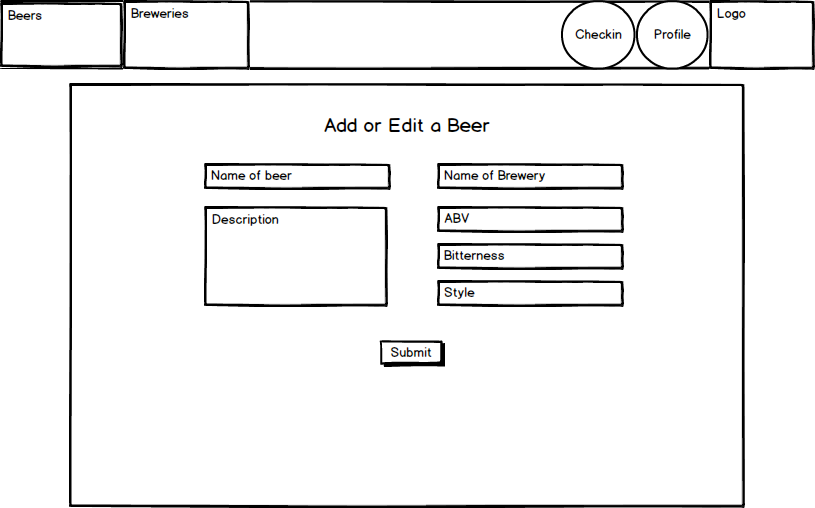 Beers
Breweries
Checkin
Profile
Logo
Add or Edit a Beer
Name of beer
Name of Brewery
Description
ABV
Bitterness
Style
Submit